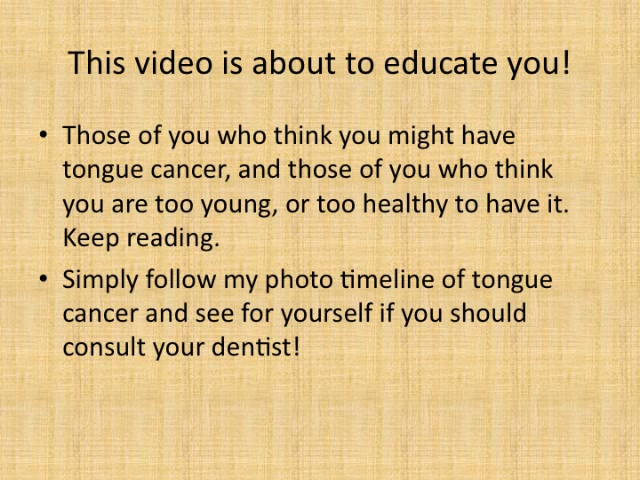 This video is about to educate you!
• Those of you who think you might have
tongue cancer, and those of you who think
you are too young, or too healthy to have it.
Keep reading.
• Simply follow my photo timeline of tongue
cancer and see for yourself if you should
consult your dentist!